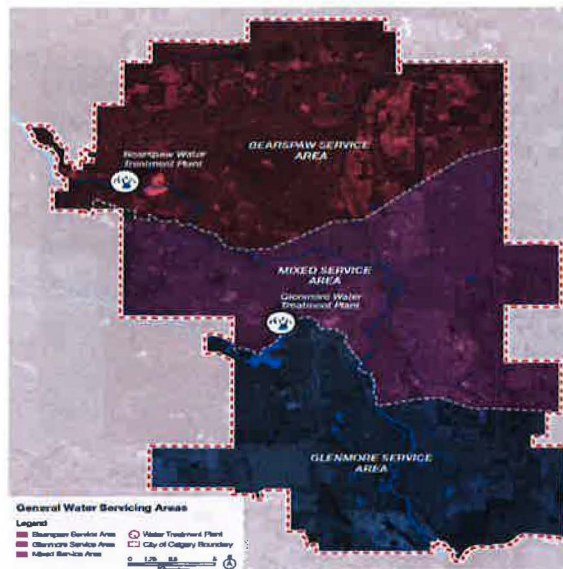 BEARSPAW SERVICE
AREA
Bearspaw Water
Treatment Plant
MIXED SERVICE
AREA
Glenmore Water
Treatment Plant
GLENMORE SERVICE
AREA
General Water Servicing Areas
Legend
Bearspaw Service Area
Glenmore Service Area
Mixed Service Area
Water Treatment Plant
City of Calgary Boundary
0